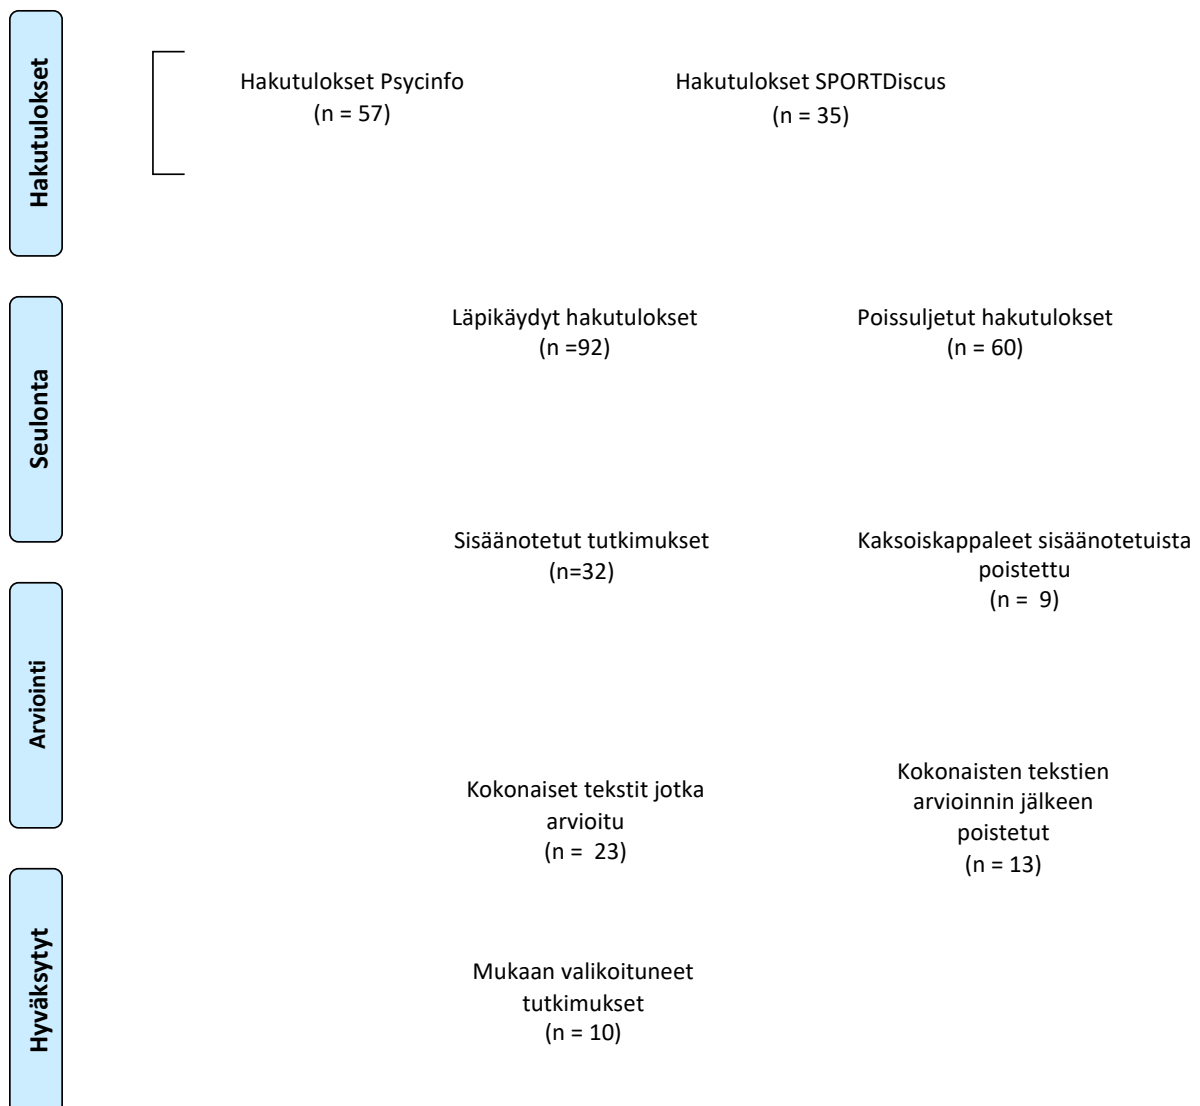 Hakutulokset
Hakutulokset Psycinfo
(n = 57)
Hakutulokset SPORTDiscus
(n = 35)
Seulonta
Läpikäydyt hakutulokset
(n =92)
Poissuljetut hakutulokset
(n = 60)
Sisäänotetut tutkimukset
(n=32)
Kaksoiskappaleet sisäänotetuista
poistettu
(n = 9)
Arviointi
Kokonaiset tekstit jotka
arvioitu
(n = 23)
Kokonaisten tekstien
arvioinnin jälkeen
poistetut
(n = 13)
Hyväksytyt
Mukaan valikoituneet
tutkimukset
(n = 10)